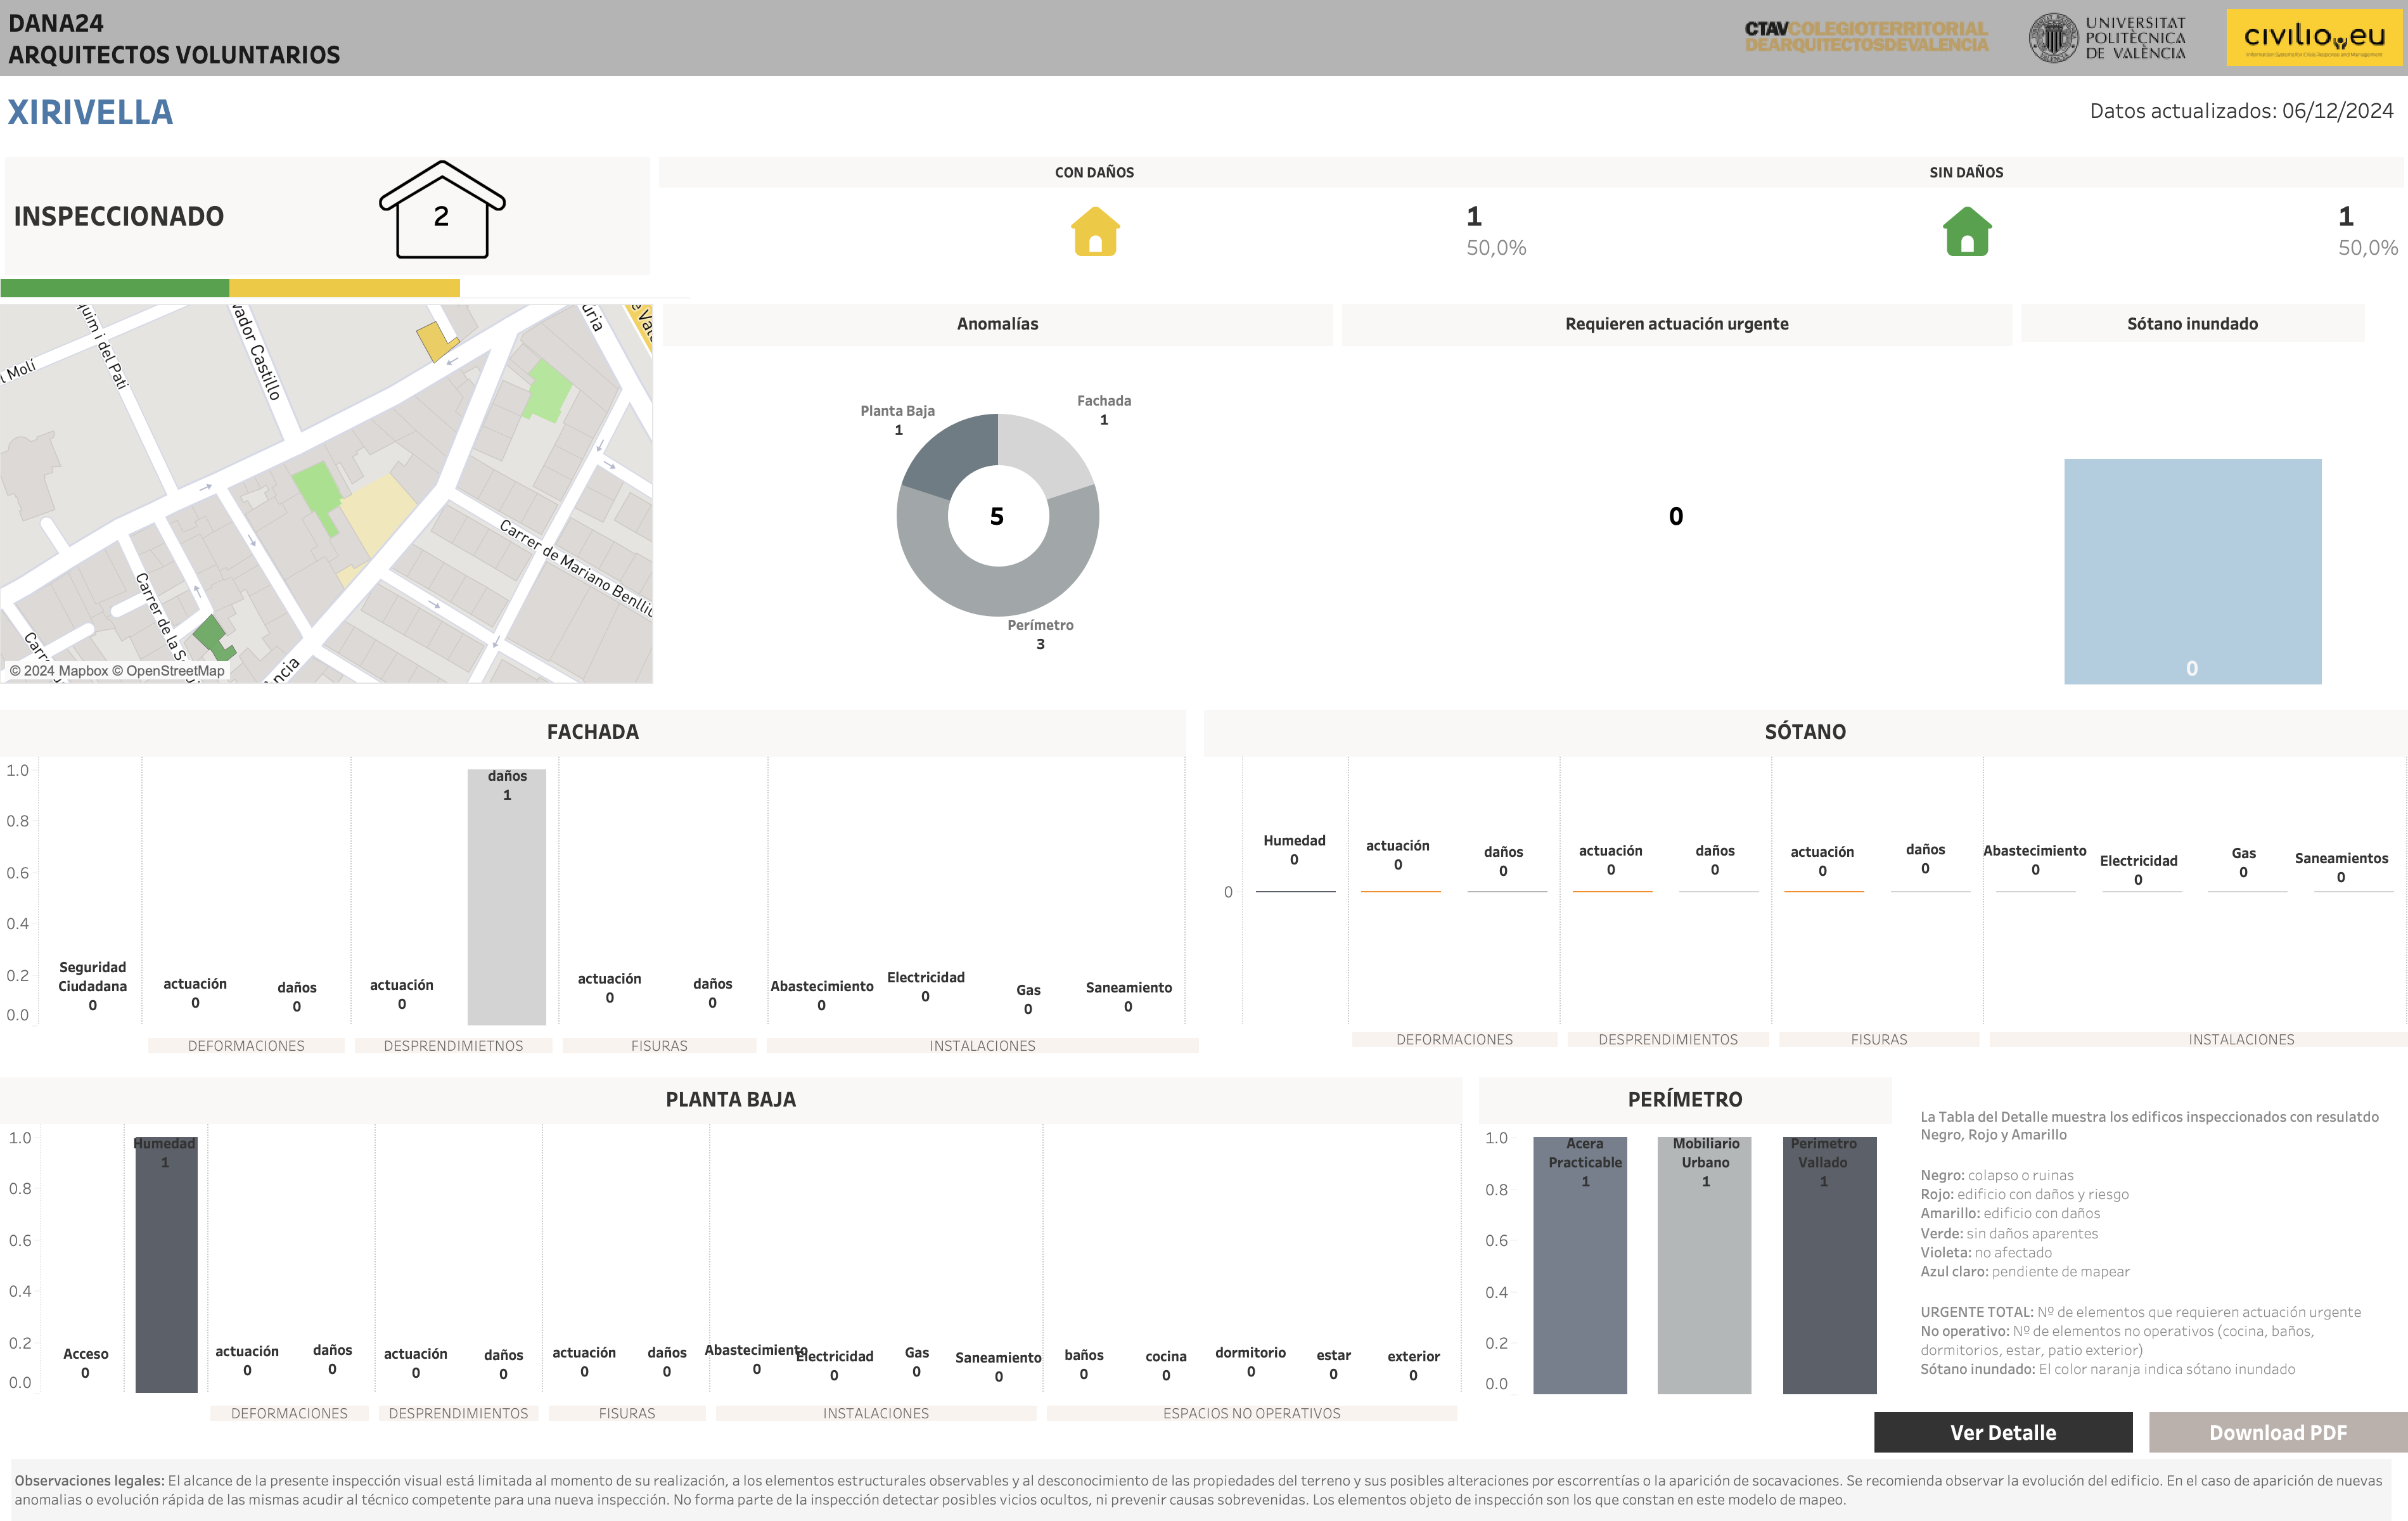 DANA24
ARQUITECTOS VOLUNTARIOS
CTAVCOLEGIOTERRITORIAL
DEARQUITECTOSDEVALENCIA
UNIVERSITAT
POLITÈCNICA
DE VALÈNCIA
civilio.eu
Information Systems for Crisis Response and Management
XIRIVELLA
Datos actualizados: 06/12/2024
INSPECCIONADO
2
CON DAÑOS
1
50,0%
SIN DAÑOS
1
50,0%
quim i del Pati
vador Castillo
l Molí
uria
Carrer de Mariano Benlliu
Carrer de la S
Carr
ncia
© 2024 Mapbox © OpenStreetMap
Anomalías
Planta Baja
1
Fachada
1
5
Perímetro
3
Requieren actuación urgente
0
Sótano inundado
0
FACHADA
1.0
0.8
0.6
0.4
0.2
0.0
Seguridad
Ciudadana
0
actuación
0
daños
0
actuación
0
daños
1
actuación
0
daños
0
Abastecimiento
0
Electricidad
0
Gas
0
Saneamiento
0
DEFORMACIONES
DESPRENDIMIETNOS
FISURAS
INSTALACIONES
SÓTANO
0
Humedad
0
actuación
0
daños
0
actuación
0
daños
0
actuación
0
daños
0
Abastecimiento
0
Electricidad
0
Gas
0
Saneamientos
0
DEFORMACIONES
DESPRENDIMIENTOS
FISURAS
INSTALACIONES
PLANTA BAJA
1.0
0.8
0.6
0.4
0.2
0.0
Acceso
0
Humedad
1
actuación
0
daños
0
actuación
0
daños
0
actuación
0
daños
0
Abastecimiento
0
Electricidad
0
Gas
0
Saneamiento
0
baños
0
cocina
0
dormitorio
0
estar
0
exterior
0
DEFORMACIONES
DESPRENDIMIENTOS
FISURAS
INSTALACIONES
ESPACIOS NO OPERATIVOS
PERÍMETRO
1.0
0.8
0.6
0.4
0.2
0.0
Acera
Practicable
1
Mobiliario
Urbano
1
Perimetro
Vallado
1
La Tabla del Detalle muestra los edificos inspeccionados con resulatdo
Negro, Rojo y Amarillo
Negro: colapso o ruinas
Rojo: edificio con daños y riesgo
Amarillo: edificio con daños
Verde: sin daños aparentes
Violeta: no afectado
Azul claro: pendiente de mapear
URGENTE TOTAL: Nº de elementos que requieren actuación urgente
No operativo: Nº de elementos no operativos (cocina, baños,
dormitorios, estar, patio exterior)
Sótano inundado: El color naranja indica sótano inundado
Ver Detalle
Download PDF
Observaciones legales: El alcance de la presente inspección visual está limitada al momento de su realización, a los elementos estructurales observables y al desconocimiento de las propiedades del terreno y sus posibles alteraciones por escorrentías o la aparición de socavaciones. Se recomienda observar la evolución del edificio. En el caso de aparición de nuevas
anomalias o evolución rápida de las mismas acudir al técnico competente para una nueva inspección. No forma parte de la inspección detectar posibles vicios ocultos, ni prevenir causas sobrevenidas. Los elementos objeto de inspección son los que constan en este modelo de mapeo.